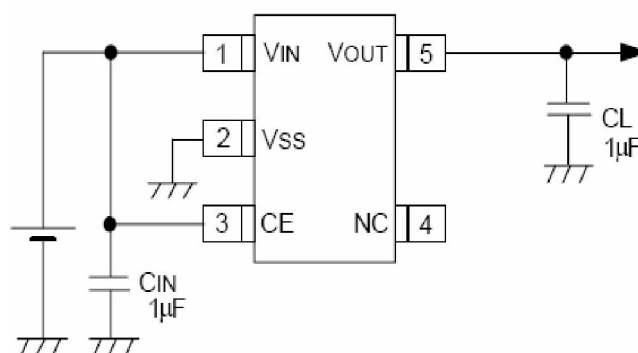 1 VIN VOUT 5
2 VSS
CL
1µF
3 CE NC 4
CIN
1µF